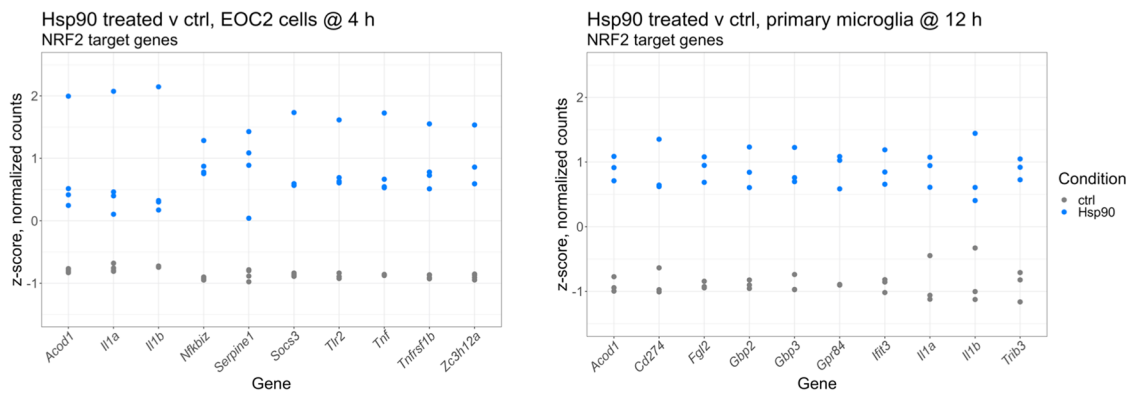 Hsp90 treated v ctrl, EOC2 cells @ 4 h
NRF2 target genes
z-score, normalized counts
2
1
0
-1
Acod1
Il1a
Il1b
Nfkbiz
Serpine1
Socs3
Tlr2
Tnf
Tnfrsf1b
Zc3h12a
Gene
Hsp90 treated v ctrl, primary microglia @ 12 h
NRF2 target genes
z-score, normalized counts
2
1
0
-1
Acod1
Cd274
Fgl2
Gbp2
Gbp3
Gpr84
Ifit3
Il1a
Il1b
Trib3
Gene
Condition
ctrl
Hsp90